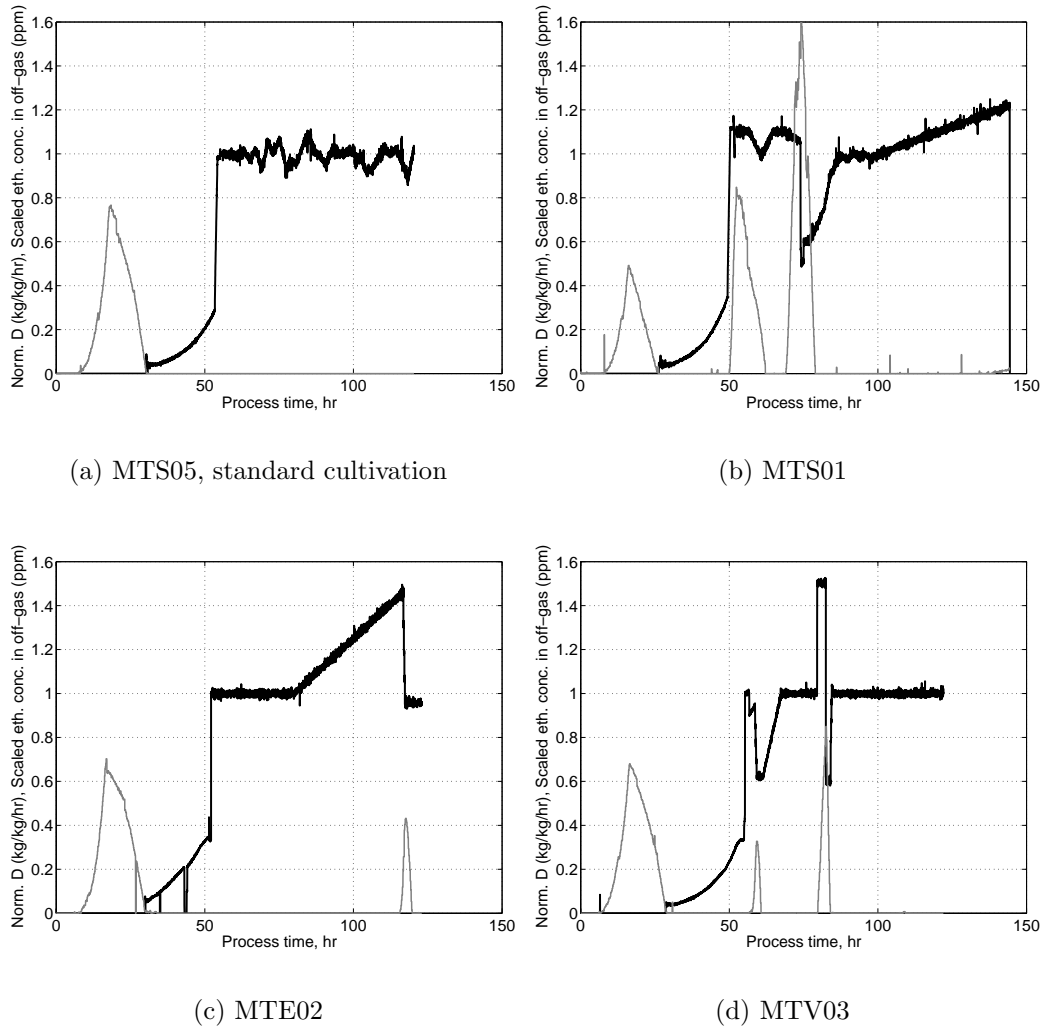 1.6
1.4
1.2
1
0.8
0.6
0.4
0.2
0
0 50 100 150
Norm. D (kg/kg/hr), Scaled eth. conc. in off-gas (ppm)
Process time, hr
(a) MTS05, standard cultivation
1.6
1.4
1.2
1
0.8
0.6
0.4
0.2
0
0 50 100 150
Norm. D (kg/kg/hr), Scaled eth. conc. in off-gas (ppm)
Process time, hr
(b) MTS01
1.6
1.4
1.2
1
0.8
0.6
0.4
0.2
0
0 50 100 150
Norm. D (kg/kg/hr), Scaled eth. conc. in off-gas (ppm)
Process time, hr
(c) MTE02
1.6
1.4
1.2
1
0.8
0.6
0.4
0.2
0
0 50 100 150
Norm. D (kg/kg/hr), Scaled eth. conc. in off-gas (ppm)
Process time, hr
(d) MTV03